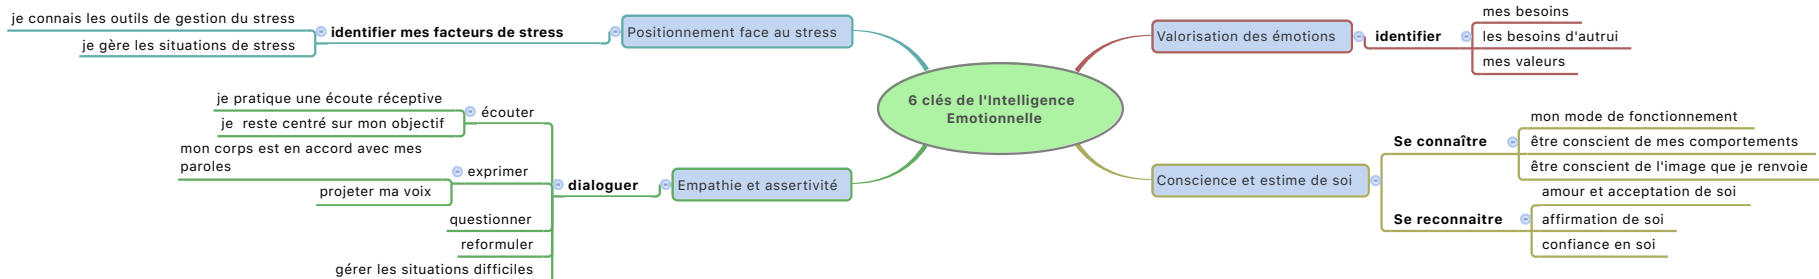 6 clés de l'Intelligence
Emotionnelle
Valorisation des émotions
identifier
mes besoins
les besoins d'autrui
mes valeurs
Conscience et estime de soi
Se connaître
mon mode de fonctionnement
être conscient de mes comportements
être conscient de l'image que je renvoie
Se reconnaitre
amour et acceptation de soi
affirmation de soi
confiance en soi
Positionnement face au stress
identifier mes facteurs de stress
je connais les outils de gestion du stress
je gère les situations de stress
Empathie et assertivité
dialoguer
écouter
je pratique une écoute réceptive
je  reste centré sur mon objectif
exprimer
mon corps est en accord avec mes
paroles
projeter ma voix
questionner
reformuler
gérer les situations difficiles